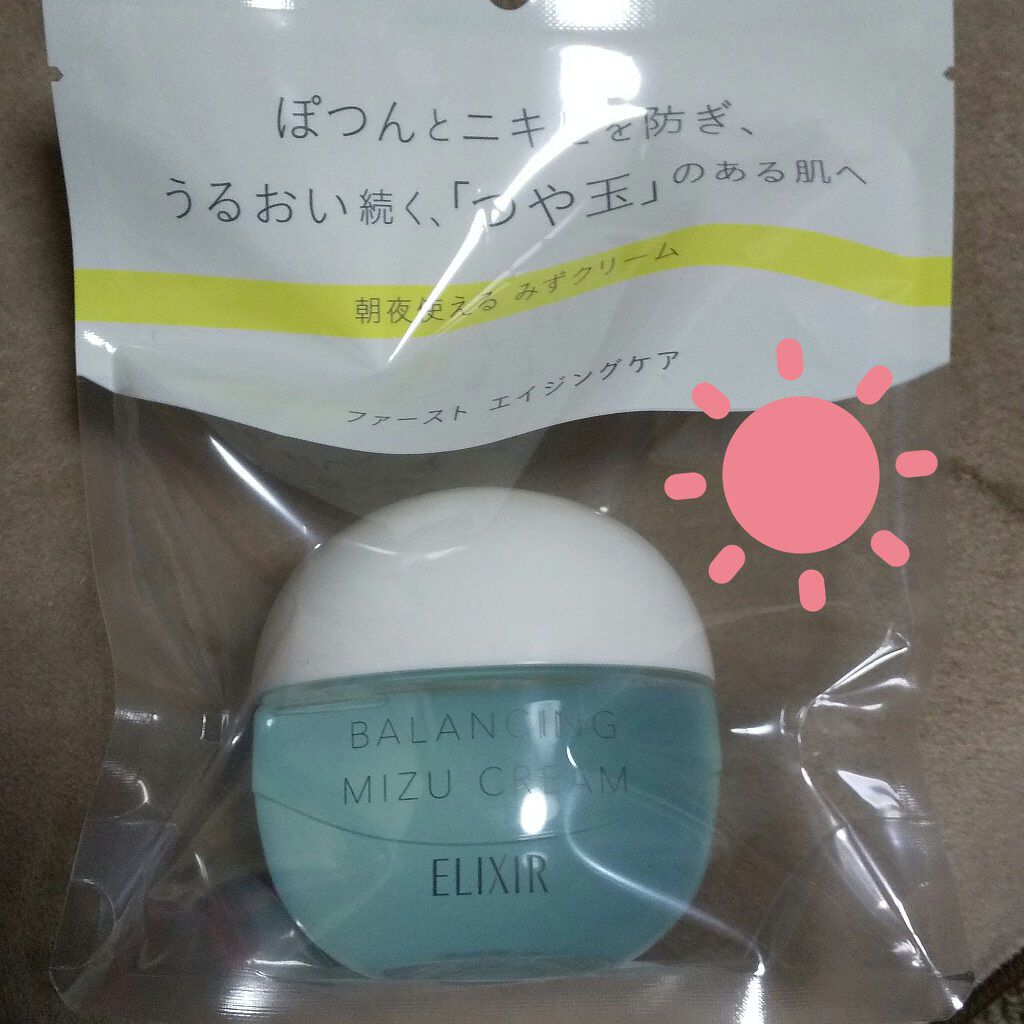 ぽつんとニキビを防ぎ、
うるおい続く、「つや玉」のある肌へ
朝夜使える みずクリーム
ファースト エイジングケア
BALANCING
MIZU CREAM
ELIXIR